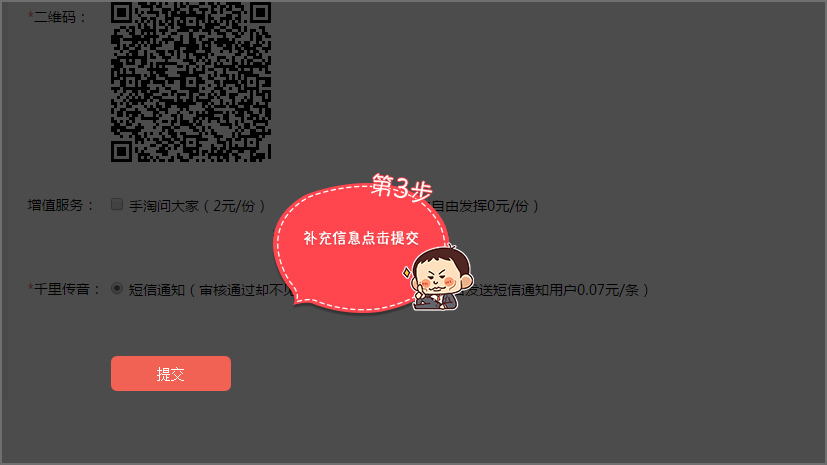 *二维码：
第3步
增值服务： 手淘问大家（2元/份） 自由发挥0元/份）
补充信息点击提交
*千里传音： 短信通知（审核通过却不见 发送短信通知用户0.07元/条）
提交